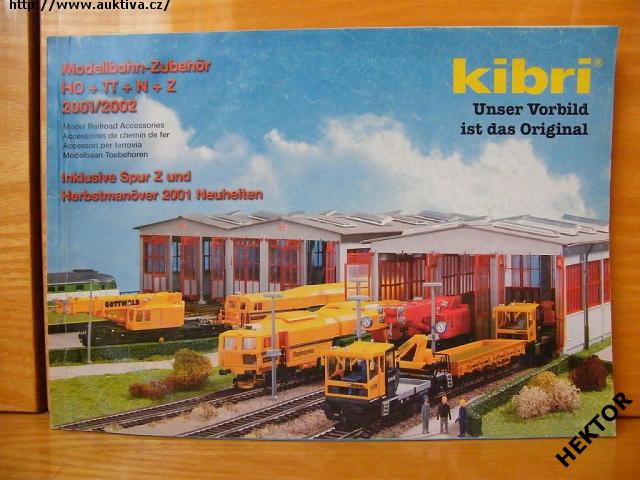 http://www.auktiva.cz/
Modellbahn-Zubehör
HO + TT + N + Z
2001/2002
Model Railroad Accessories
Accessoires de chemin de fer
Accessori per ferrovia
Modelbaan Toebehoren
Inklusive Spur Z und
Herbstmanöver 2001 Neuheiten
kibri®
Unser Vorbild
ist das Original
GOTTWALD
HEKTOR